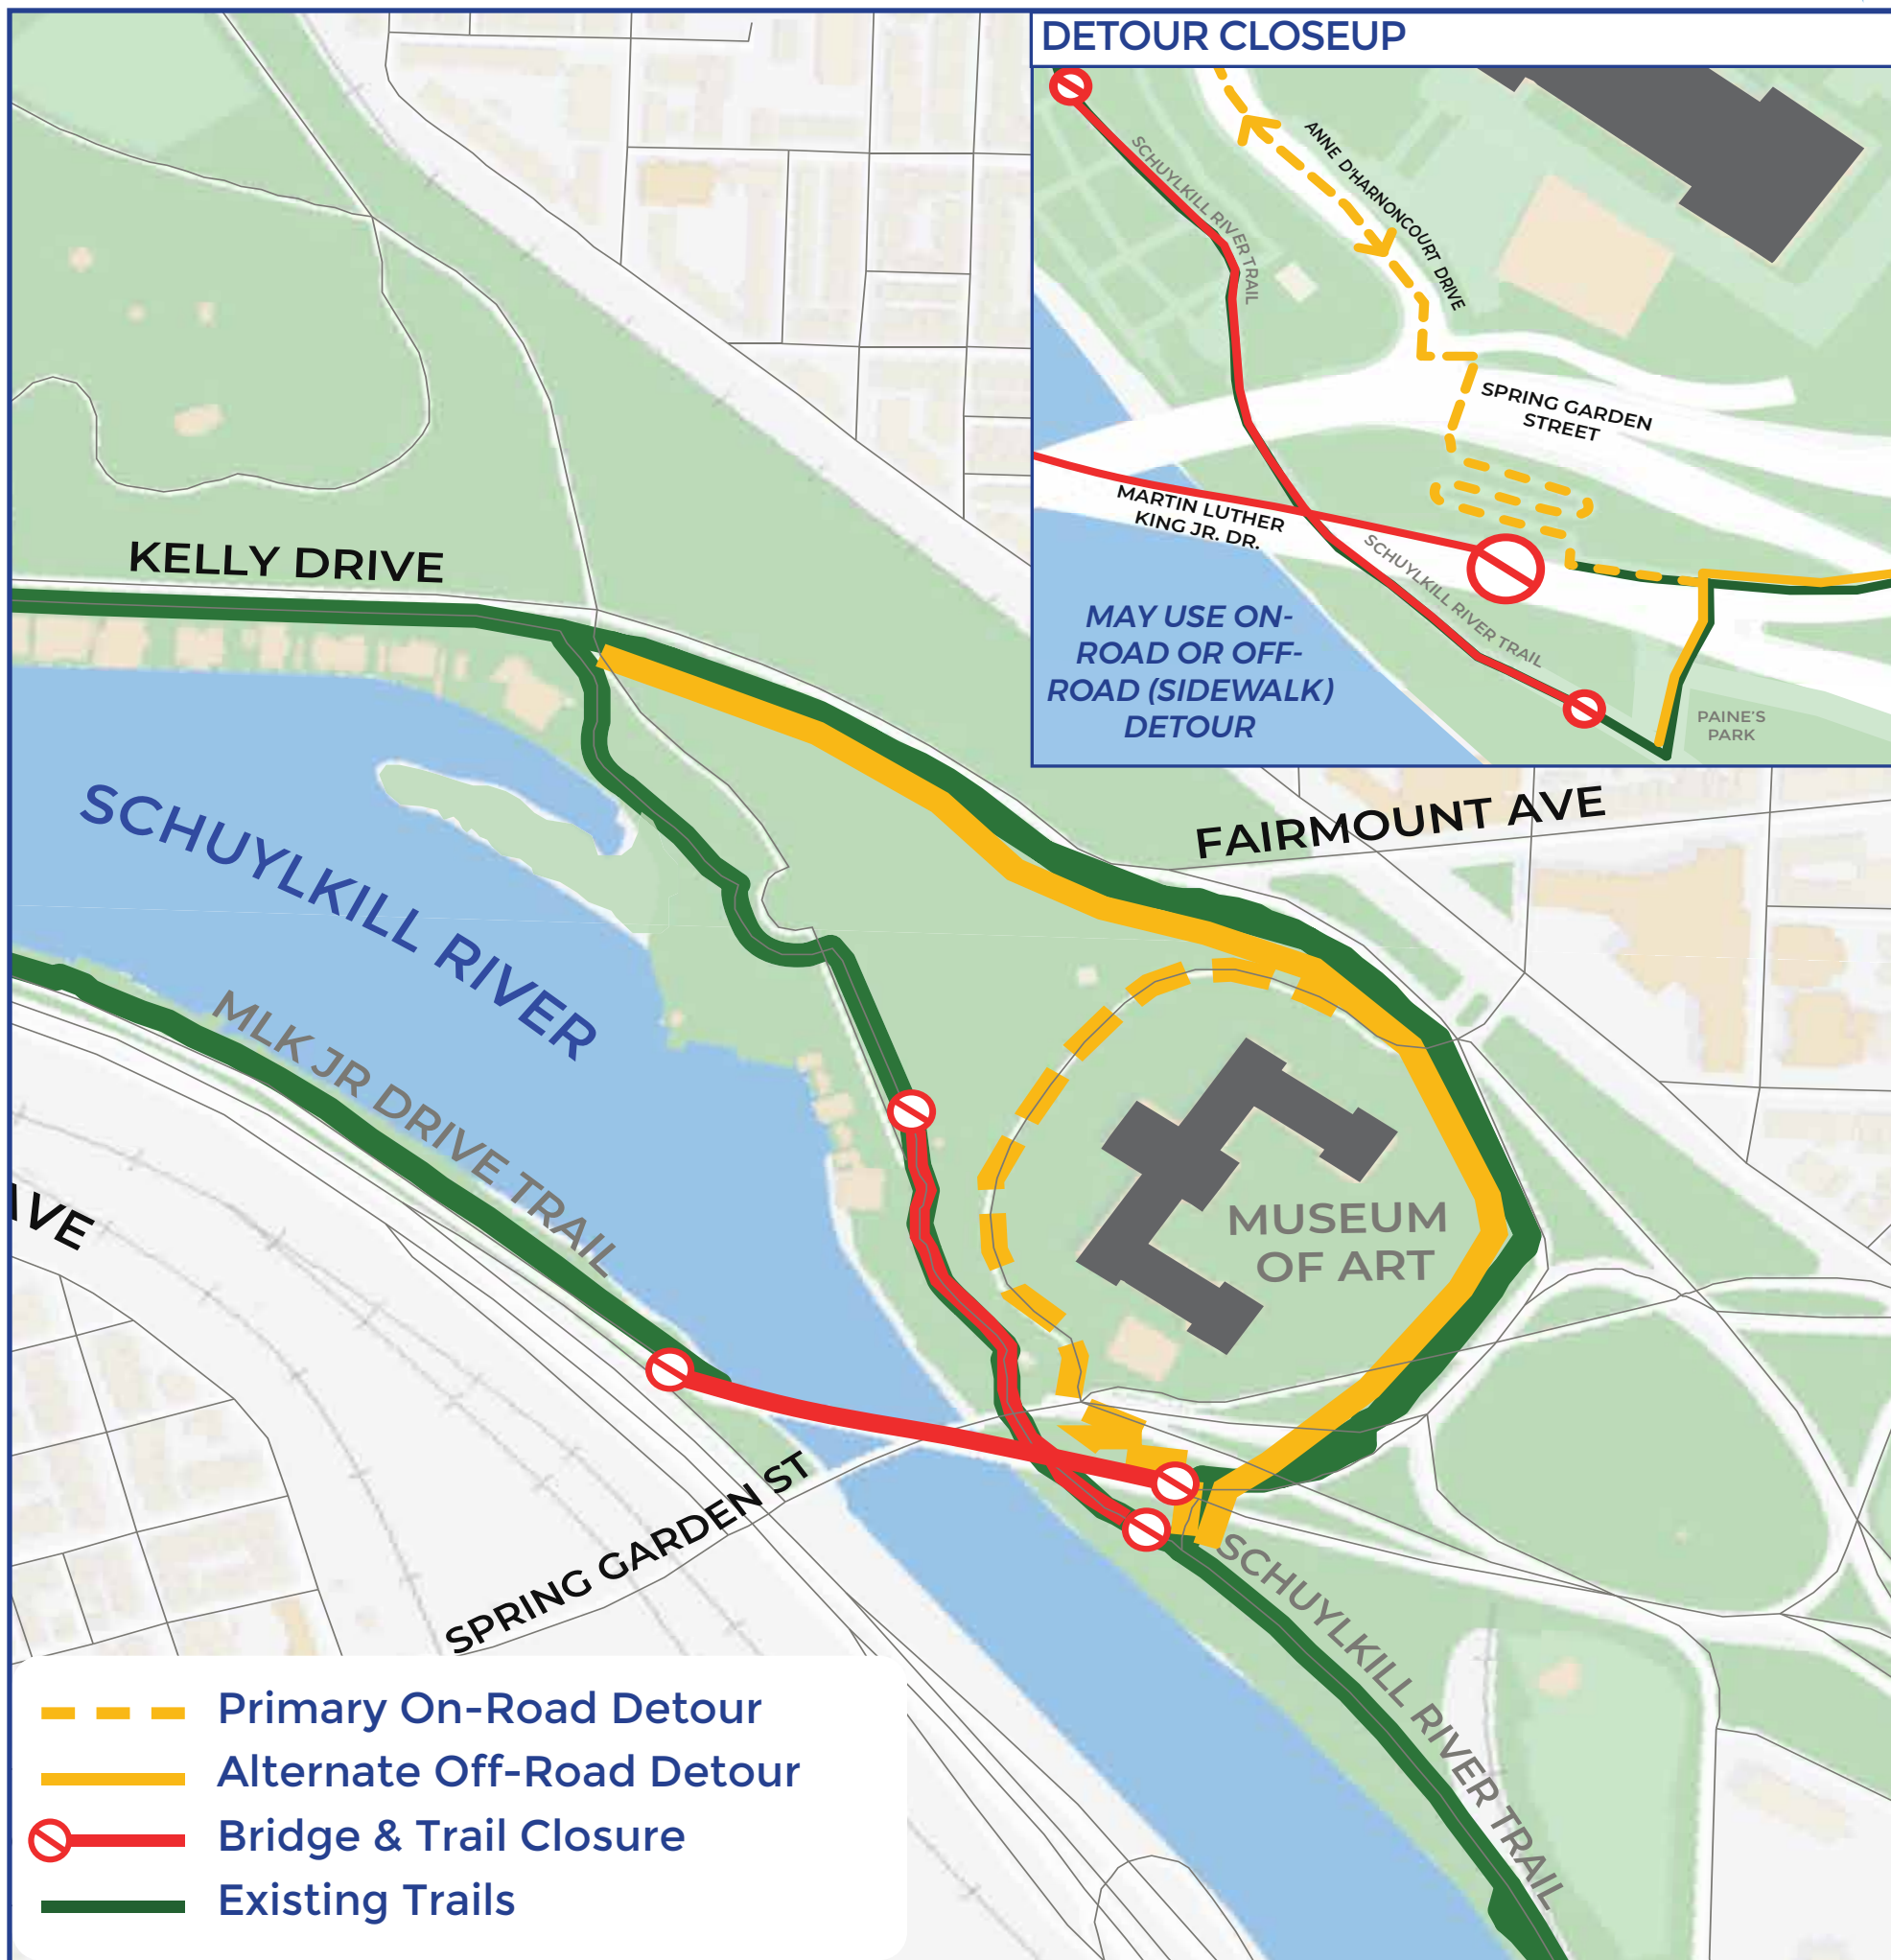 DETOUR CLOSEUP
SCHUYLKILL RIVER TRAIL
ANNE D'HARNONCOURT DRIVE
SPRING GARDEN
STREET
MARTIN LUTHER
KING JR. DR.
SCHUYLKILL RIVER TRAIL
MAY USE ON-
ROAD OR OFF-
ROAD (SIDEWALK)
DETOUR
PAINE'S
PARK
KELLY DRIVE
FAIRMOUNT AVE
SCHUYLKILL RIVER
MLK JR DRIVE TRAIL
AVE
MUSEUM
OF ART
SPRING GARDEN ST
SCHUYLKILL RIVER TRAIL
Primary On-Road Detour
Alternate Off-Road Detour
Bridge & Trail Closure
Existing Trails